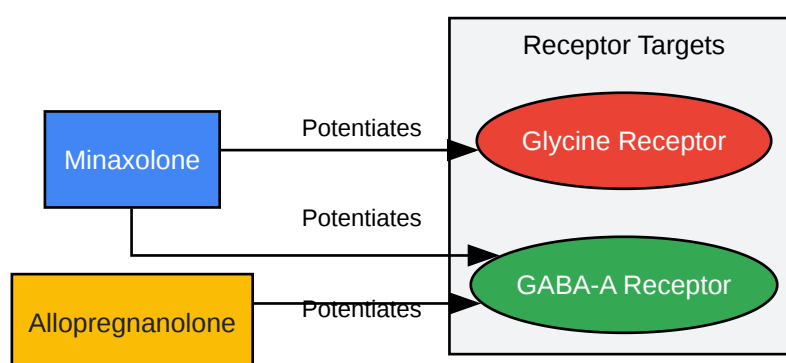 Receptor Targets
Potentiates
Minaxolone
Glycine Receptor
Potentiates
GABA-A Receptor
Potentiates
Allopregnanolone